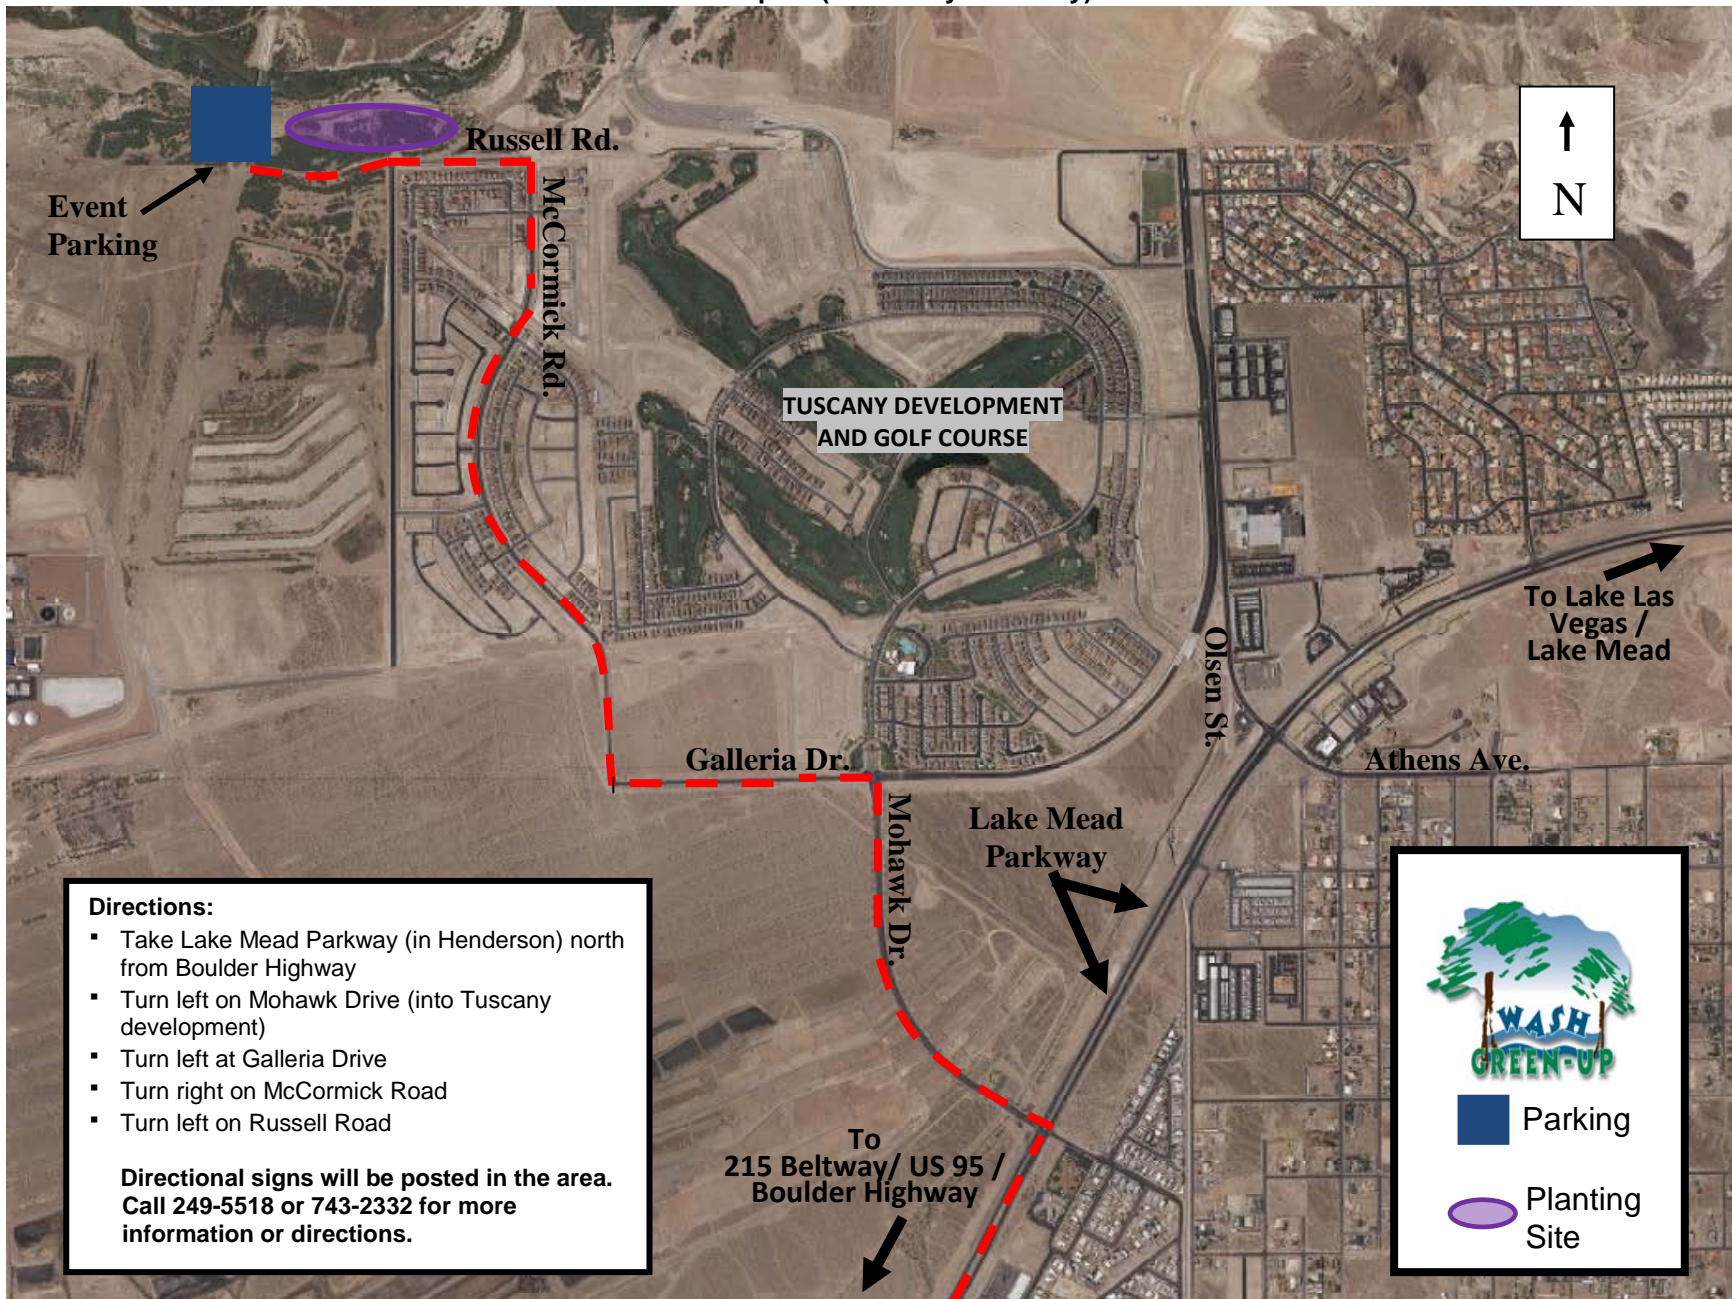 Russell Rd.
Event
Parking
McCormick Rd.
N
TUSCANY DEVELOPMENT
AND GOLF COURSE
To Lake Las
Vegas /
Lake Mead
Olsen St.
Galleria Dr.
Athens Ave.
Mohawk Dr.
Lake Mead
Parkway
Directions:
▪ Take Lake Mead Parkway (in Henderson) north
from Boulder Highway
▪ Turn left on Mohawk Drive (into Tuscany
development)
▪ Turn left at Galleria Drive
▪ Turn right on McCormick Road
▪ Turn left on Russell Road
Directional signs will be posted in the area.
Call 249-5518 or 743-2332 for more
information or directions.
To
215 Beltway/ US 95 /
Boulder Highway
WASH
GREEN-UP
Parking
Planting
Site